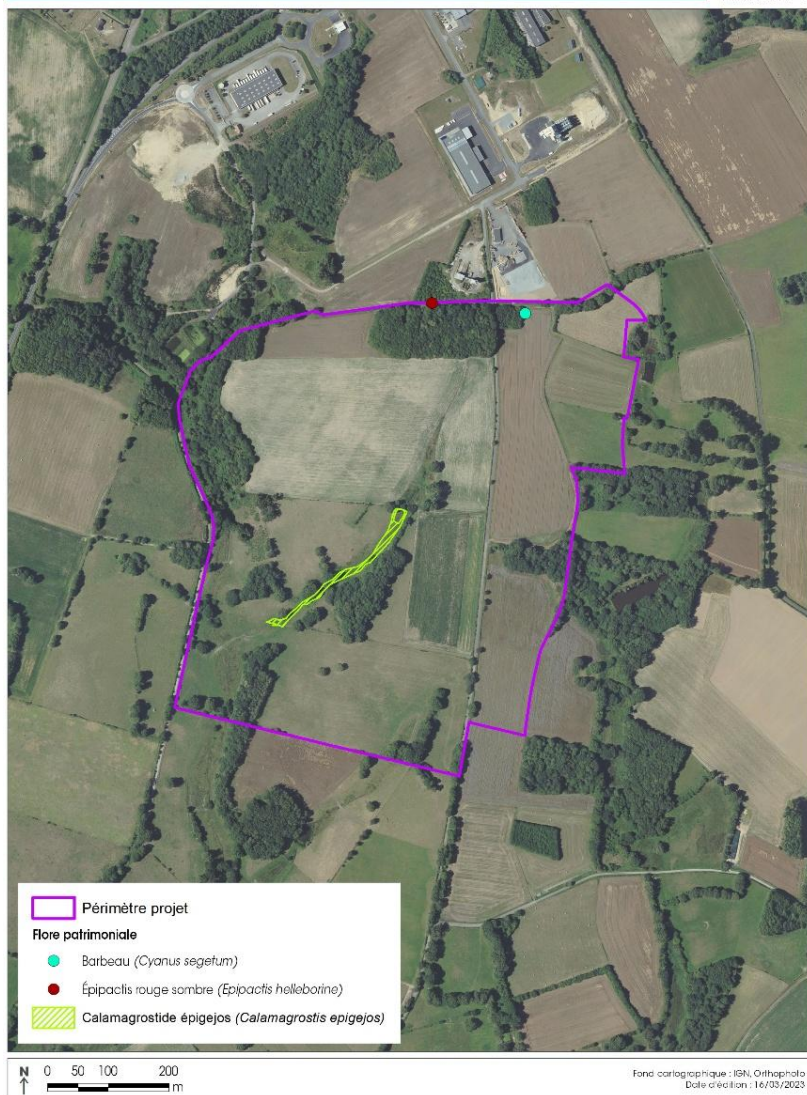 Périmètre projet
Flore patrimoniale
Barbeau (Cyanus segetum)
Épipactis rouge sombre (Epipactis helleborine)
Calamagrostide épigejos (Calamagrostis epigejos)
N 0 50 100 200
m
Fond cartographique : IGN, Orthophoto
Date d'édition : 16/03/2023